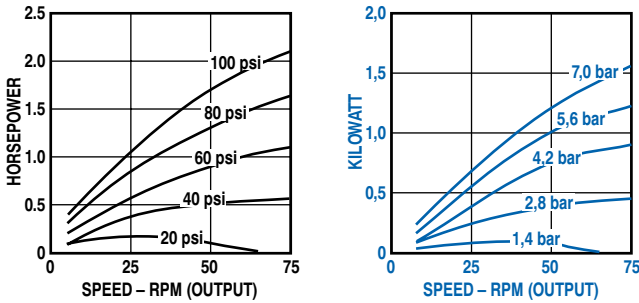 2.5
2.0
1.5
1.0
0.5
0
HORSEPOWER
100 psi
80 psi
60 psi
40 psi
20 psi
0 25 50 75
SPEED – RPM (OUTPUT)
2,0
1,5
1,0
0,5
0
KILOWATT
7,0 bar
5,6 bar
4,2 bar
2,8 bar
1,4 bar
0 25 50 75
SPEED – RPM (OUTPUT)